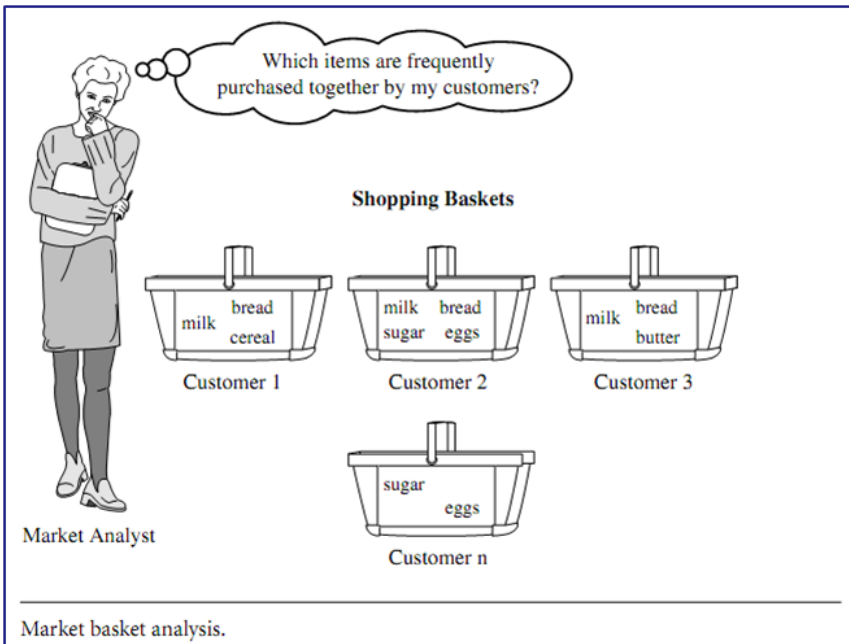 Which items are frequently
purchased together by my customers?
Shopping Baskets
milk bread
cereal
milk bread
sugar eggs
milk bread
butter
Customer 1
Customer 2
Customer 3
sugar
eggs
Market Analyst
Customer n
Market basket analysis.